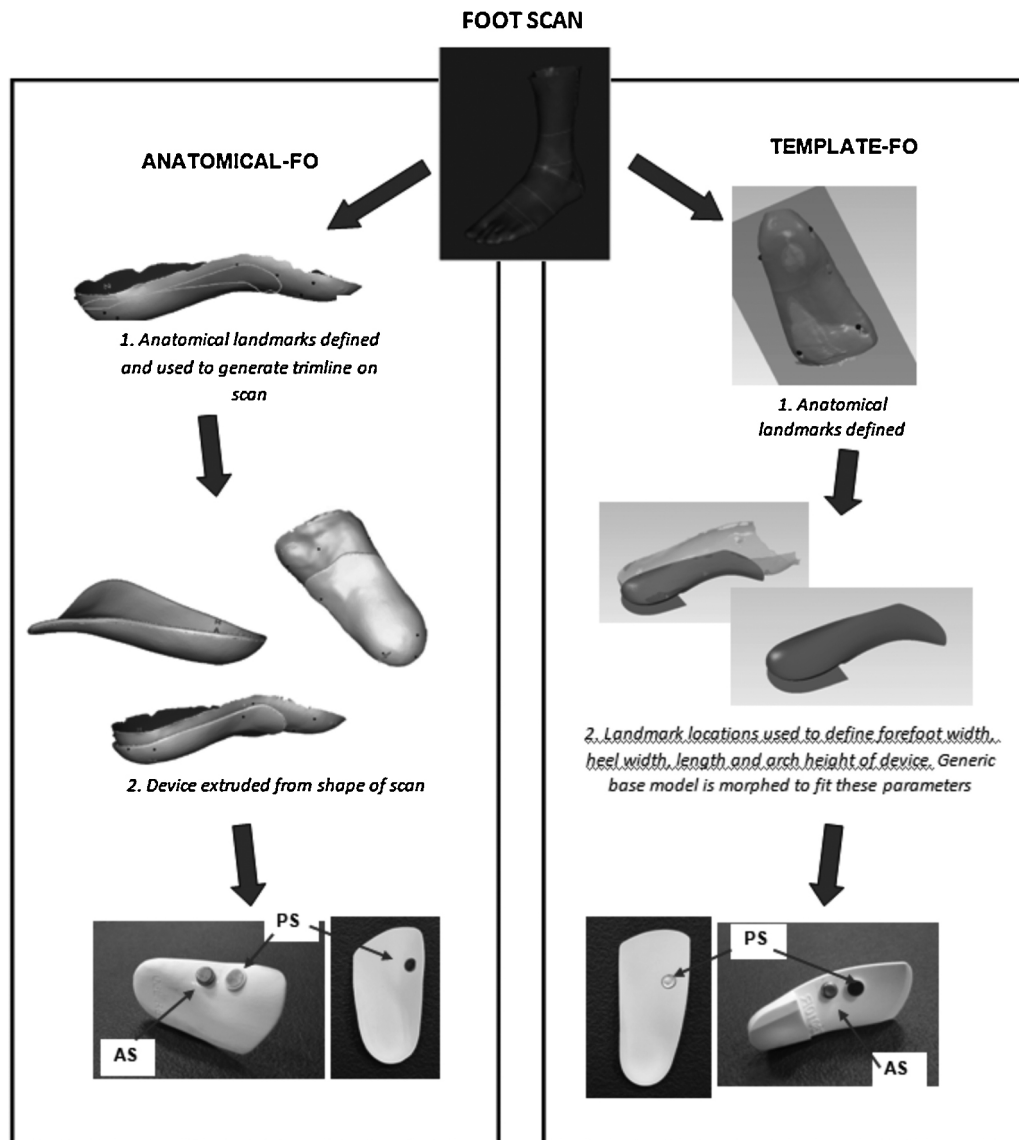 FOOT SCAN
ANATOMICAL-FO
1. Anatomical landmarks defined
and used to generate trimline on
scan
2. Device extruded from shape of scan
PS
AS
TEMPLATE-FO
1. Anatomical
landmarks defined
2. Landmark locations used to define forefoot width,
heel width, length and arch height of device. Generic
base model is morphed to fit these parameters
PS
AS